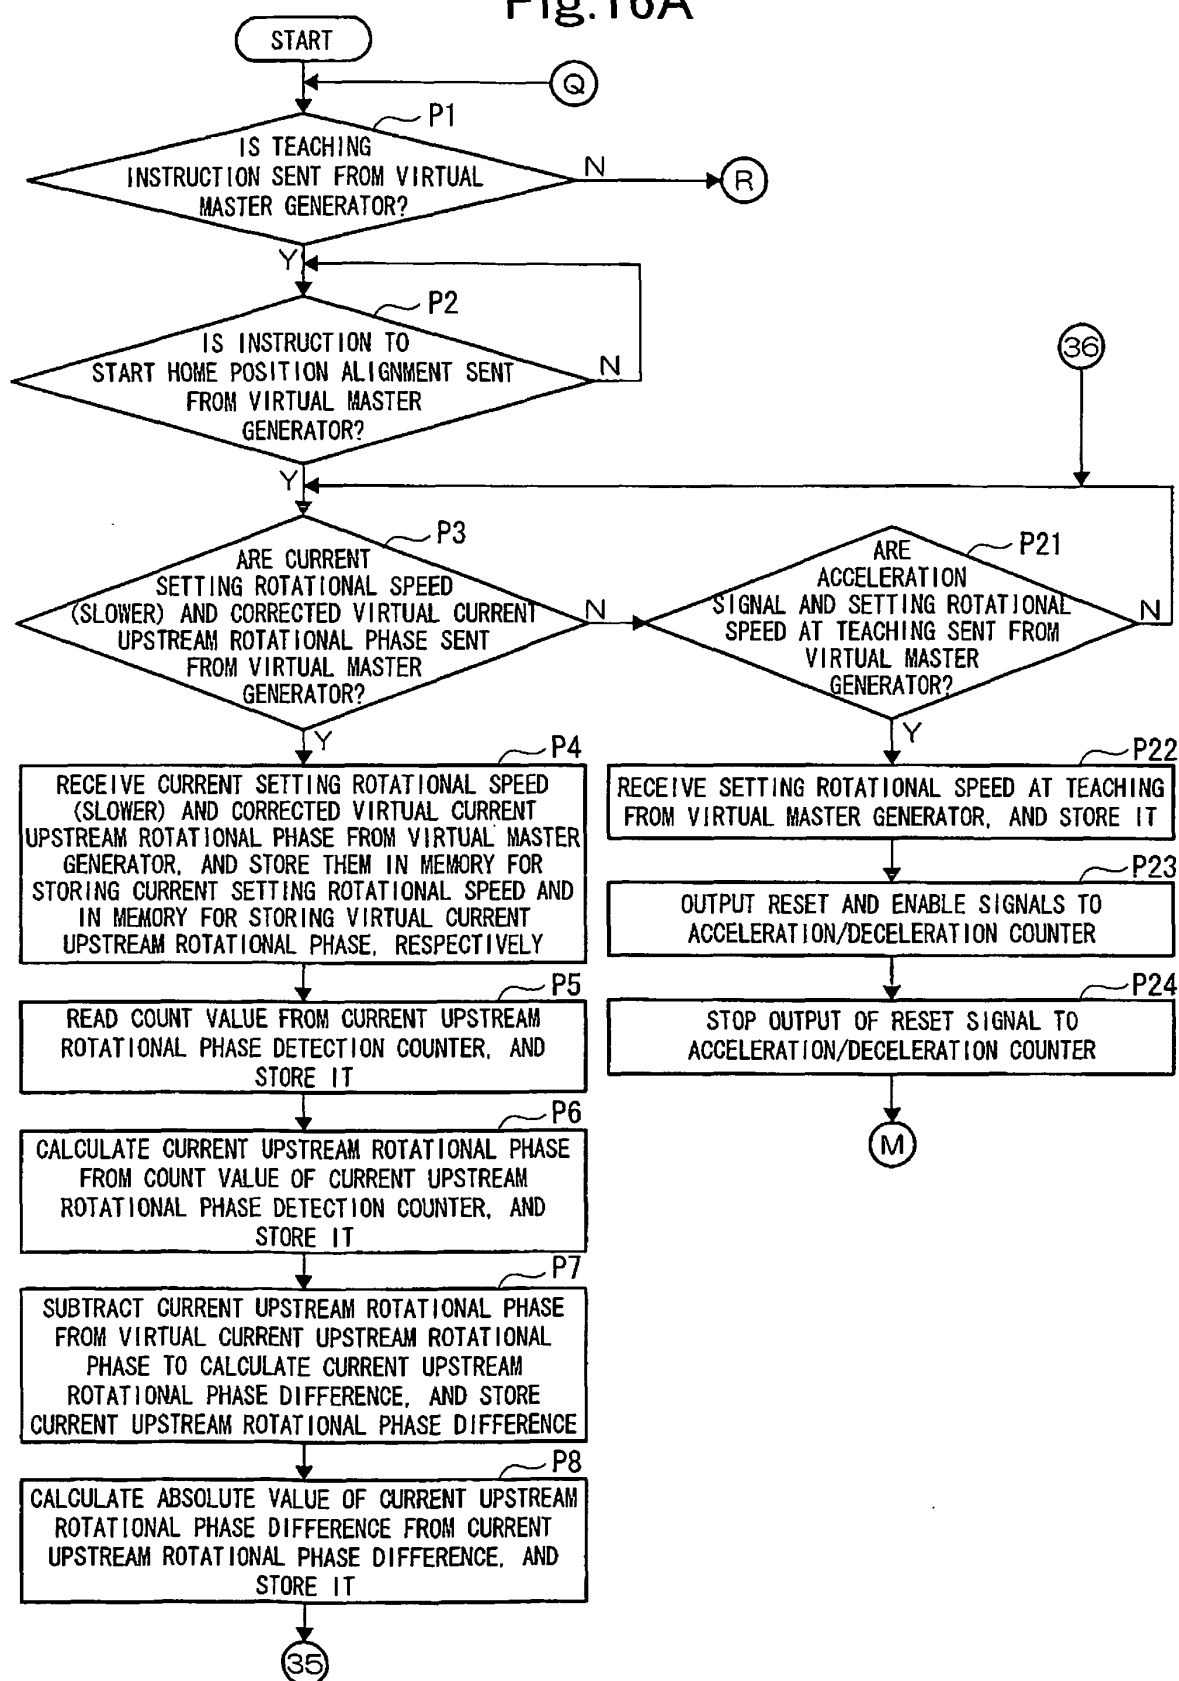 Fig.16A
START
Q
P1
IS TEACHING
INSTRUCTION SENT FROM VIRTUAL
MASTER GENERATOR?
N
R
Y
P2
IS INSTRUCTION TO
START HOME POSITION ALIGNMENT SENT
FROM VIRTUAL MASTER
GENERATOR?
N
36
Y
P3
ARE CURRENT
SETTING ROTATIONAL SPEED
(SLOWER) AND CORRECTED VIRTUAL CURRENT
UPSTREAM ROTATIONAL PHASE SENT
FROM VIRTUAL MASTER
GENERATOR?
N
P21
ARE
ACCELERATION
SIGNAL AND SETTING ROTATIONAL
SPEED AT TEACHING SENT FROM
VIRTUAL MASTER
GENERATOR?
N
Y
Y
P4
RECEIVE CURRENT SETTING ROTATIONAL SPEED
(SLOWER) AND CORRECTED VIRTUAL CURRENT
UPSTREAM ROTATIONAL PHASE FROM VIRTUAL MASTER
GENERATOR, AND STORE THEM IN MEMORY FOR
STORING CURRENT SETTING ROTATIONAL SPEED AND
IN MEMORY FOR STORING VIRTUAL CURRENT
UPSTREAM ROTATIONAL PHASE, RESPECTIVELY
P22
RECEIVE SETTING ROTATIONAL SPEED AT TEACHING
FROM VIRTUAL MASTER GENERATOR, AND STORE IT
P23
OUTPUT RESET AND ENABLE SIGNALS TO
ACCELERATION/DECELERATION COUNTER
P24
STOP OUTPUT OF RESET SIGNAL TO
ACCELERATION/DECELERATION COUNTER
M
P5
READ COUNT VALUE FROM CURRENT UPSTREAM
ROTATIONAL PHASE DETECTION COUNTER, AND
STORE IT
P6
CALCULATE CURRENT UPSTREAM ROTATIONAL PHASE
FROM COUNT VALUE OF CURRENT UPSTREAM
ROTATIONAL PHASE DETECTION COUNTER, AND
STORE IT
P7
SUBTRACT CURRENT UPSTREAM ROTATIONAL PHASE
FROM VIRTUAL CURRENT UPSTREAM ROTATIONAL
PHASE TO CALCULATE CURRENT UPSTREAM
ROTATIONAL PHASE DIFFERENCE, AND STORE
CURRENT UPSTREAM ROTATIONAL PHASE DIFFERENCE
P8
CALCULATE ABSOLUTE VALUE OF CURRENT UPSTREAM
ROTATIONAL PHASE DIFFERENCE FROM CURRENT
UPSTREAM ROTATIONAL PHASE DIFFERENCE, AND
STORE IT
35